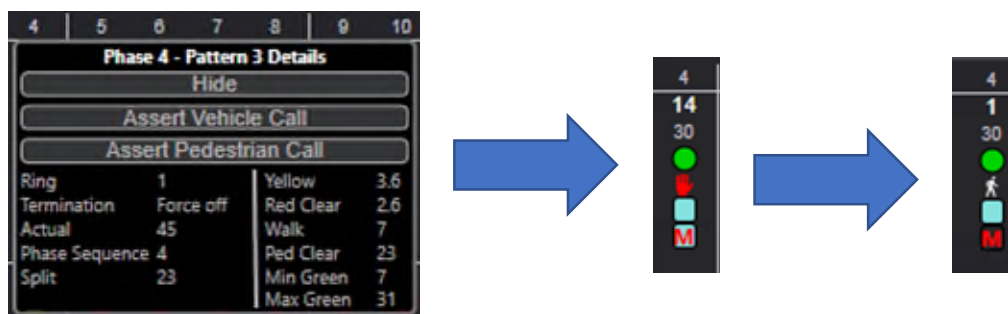 4 5 6 7 8 9 10
Phase 4 - Pattern 3 Details
Hide
Assert Vehicle Call
Assert Pedestrian Call
Ring 1 Yellow 3.6
Termination Force off Red Clear 2.6
Actual 45 Walk 7
Phase Sequence 4 Ped Clear 23
Split 23 Min Green 7
Max Green 31
4
14
30
M
4
1
30
M